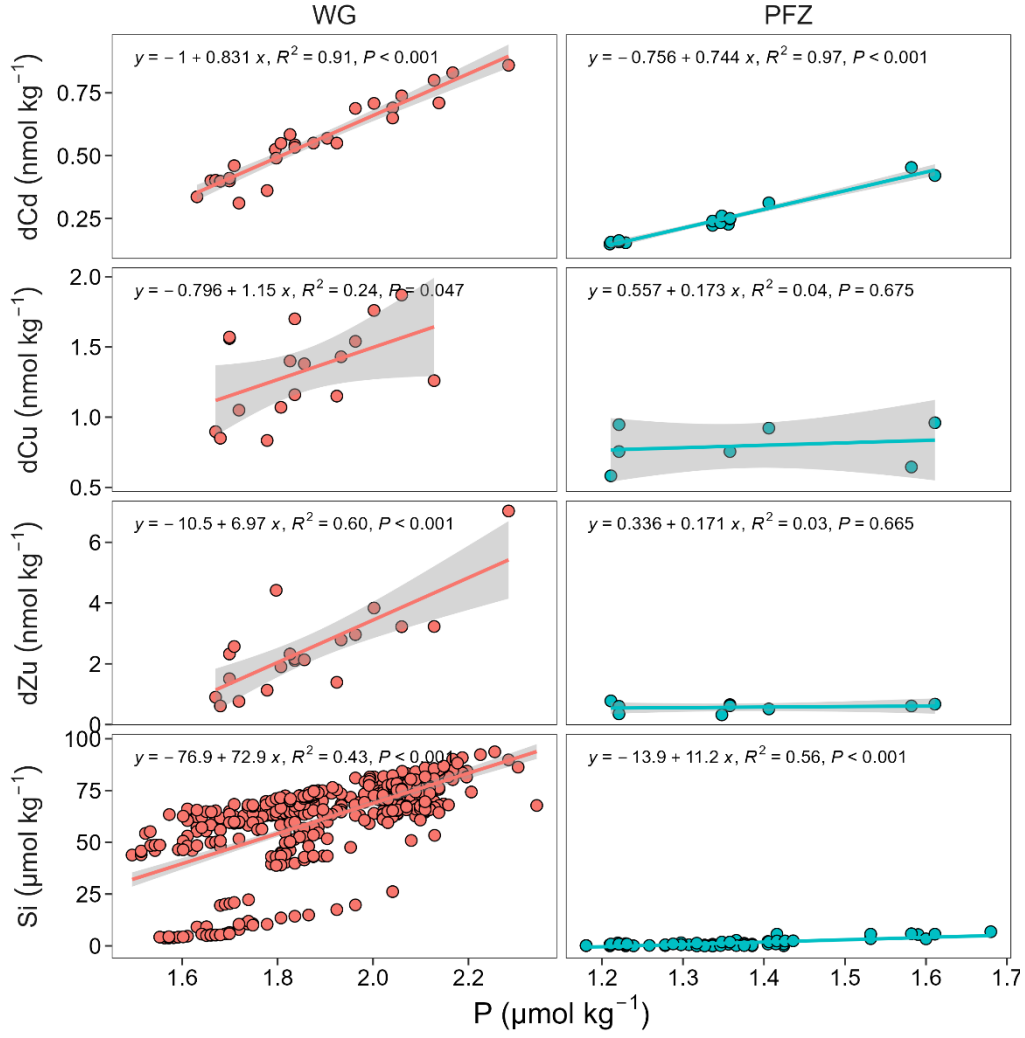 WG PFZ
y = − 1 + 0.831 x, R² = 0.91, P < 0.001
y = − 0.756 + 0.744 x, R² = 0.97, P < 0.001
dCd (nmol kg⁻¹)
0.75
0.50
0.25
y = − 0.796 + 1.15 x, R² = 0.24, P = 0.047
y = 0.557 + 0.173 x, R² = 0.04, P = 0.675
dCu (nmol kg⁻¹)
2.0
1.5
1.0
0.5
y = − 10.5 + 6.97 x, R² = 0.60, P < 0.001
y = 0.336 + 0.171 x, R² = 0.03, P = 0.665
dZu (nmol kg⁻¹)
6
4
2
0
y = − 76.9 + 72.9 x, R² = 0.43, P < 0.001
y = − 13.9 + 11.2 x, R² = 0.56, P < 0.001
Si (μmol kg⁻¹)
100
75
50
25
0
1.6 1.8 2.0 2.2 1.2 1.3 1.4 1.5 1.6 1.7
P (μmol kg⁻¹)